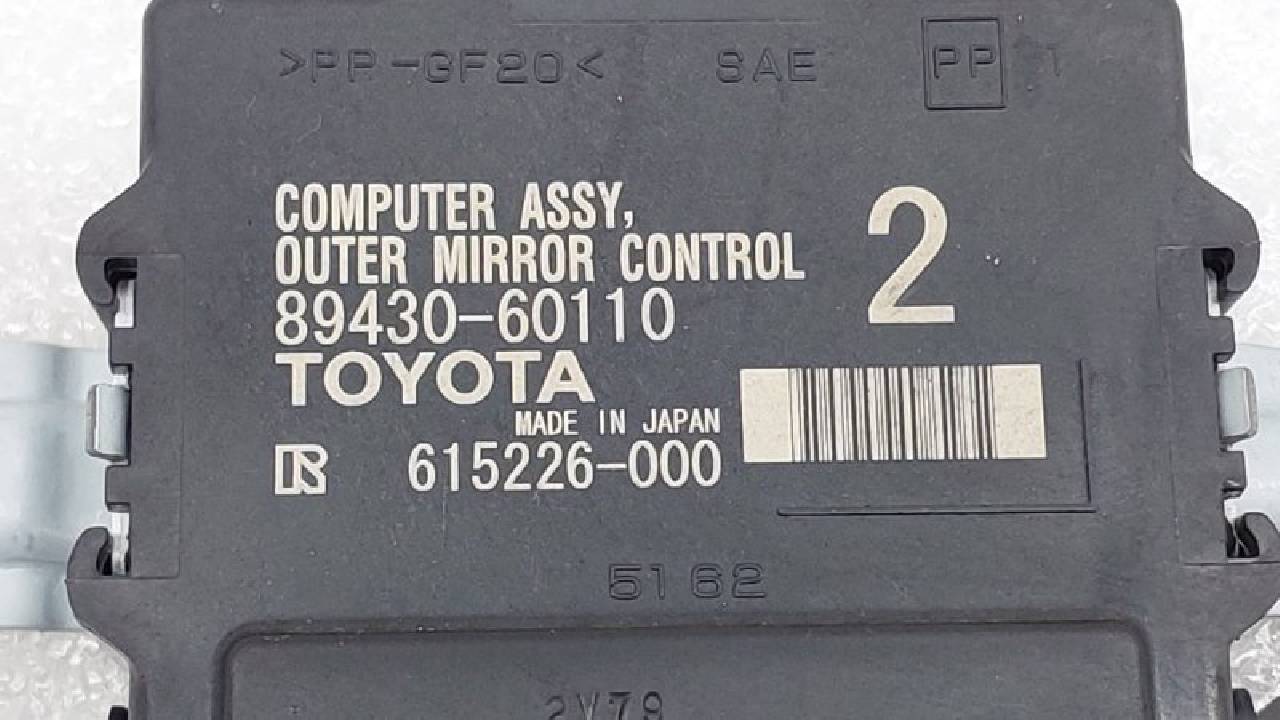 >PP-GF20< SAE PP 1
COMPUTER ASSY, 2
OUTER MIRROR CONTROL
89430-60110
TOYOTA
MADE IN JAPAN
615226-000
5162